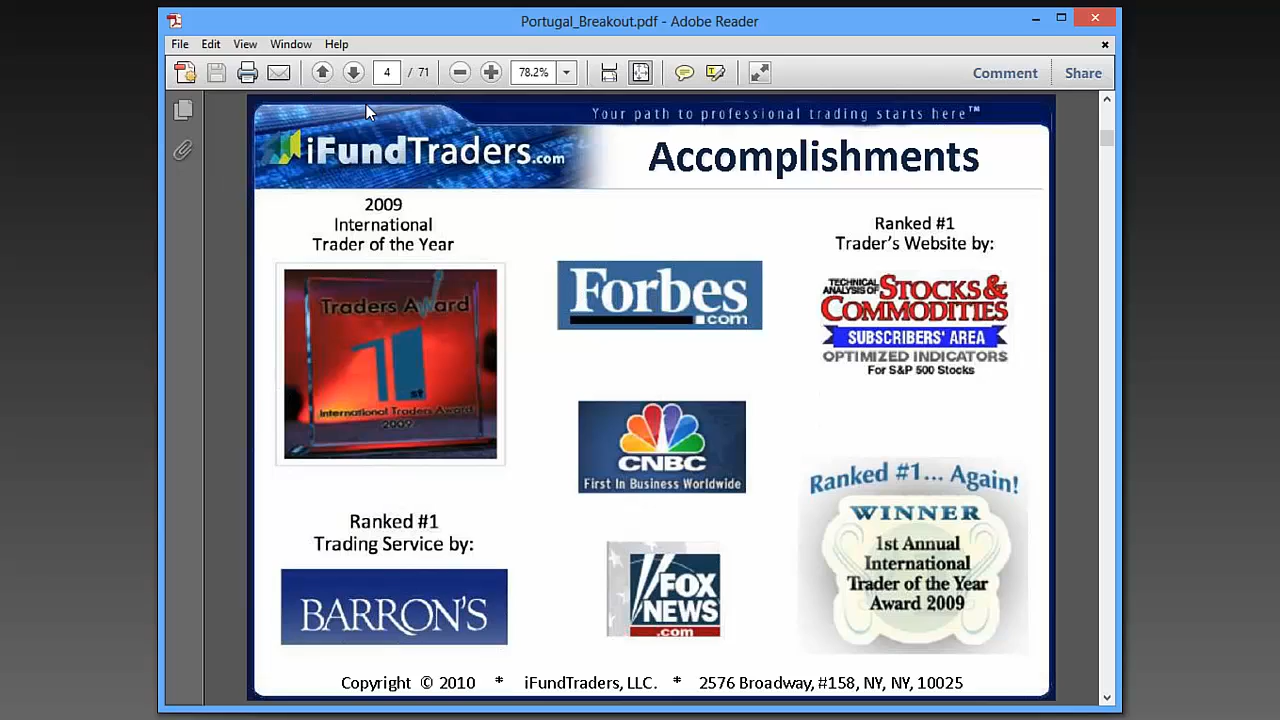 Portugal_Breakout.pdf - Adobe Reader
File Edit View Window Help
4 / 71 78.2% Comment Share
Your path to professional trading starts here™
iFundTraders.com
Accomplishments
2009
International
Trader of the Year
Traders Award
1st
International Traders Award
2009
Ranked #1
Trading Service by:
BARRON'S
Forbes
.com
CNBC
First In Business Worldwide
FOX
NEWS
.com
Ranked #1
Trader's Website by:
TECHNICAL
ANALYSIS OF
STOCKS &
COMMODITIES
SUBSCRIBERS' AREA
OPTIMIZED INDICATORS
For S&P 500 Stocks
Ranked #1... Again!
WINNER
1st Annual
International
Trader of the Year
Award 2009
Copyright © 2010 * iFundTraders, LLC. * 2576 Broadway, #158, NY, NY, 10025